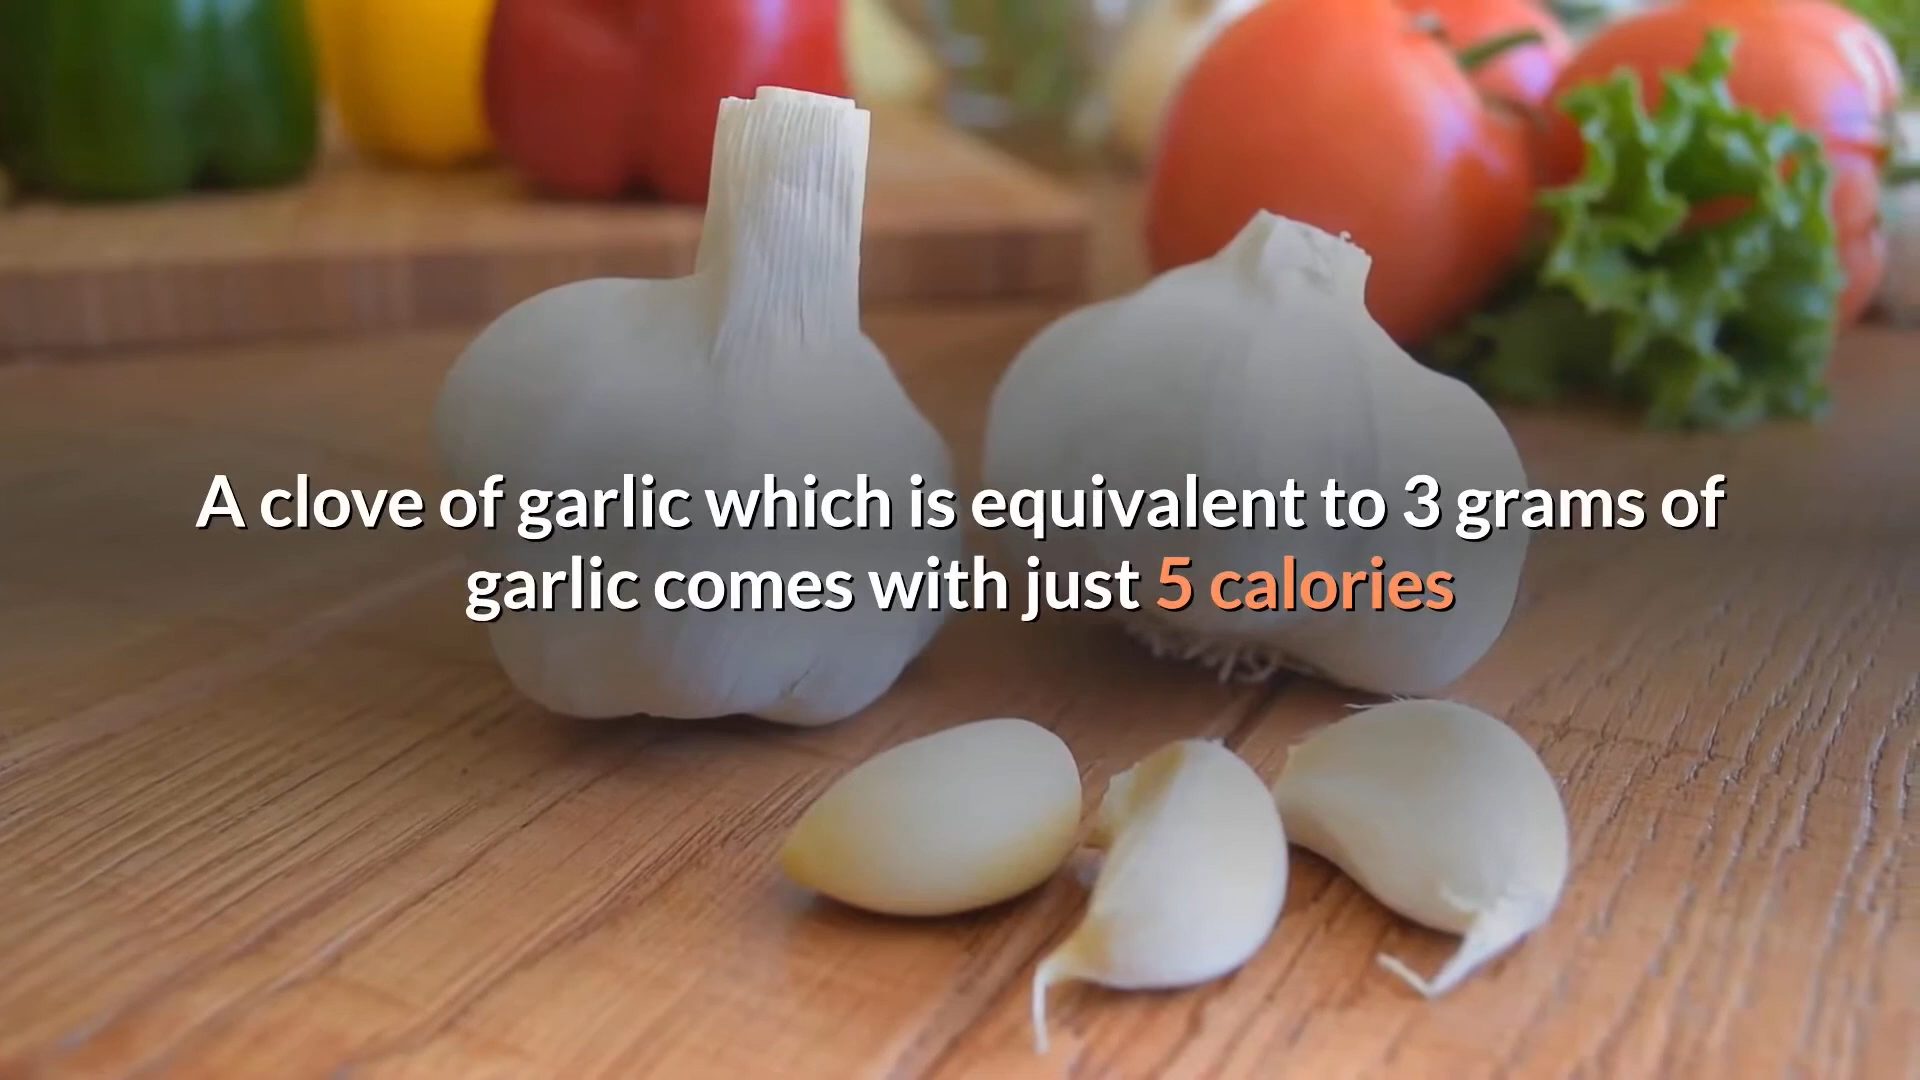 A clove of garlic which is equivalent to 3 grams of
garlic comes with just 5 calories